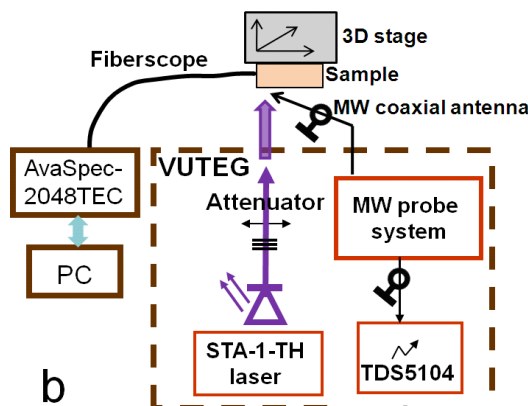 3D stage
Fiberscope
Sample
MW coaxial antenna
AvaSpec-
2048TEC
VUTEG
Attenuator
MW probe
system
PC
STA-1-TH
laser
TDS5104
b